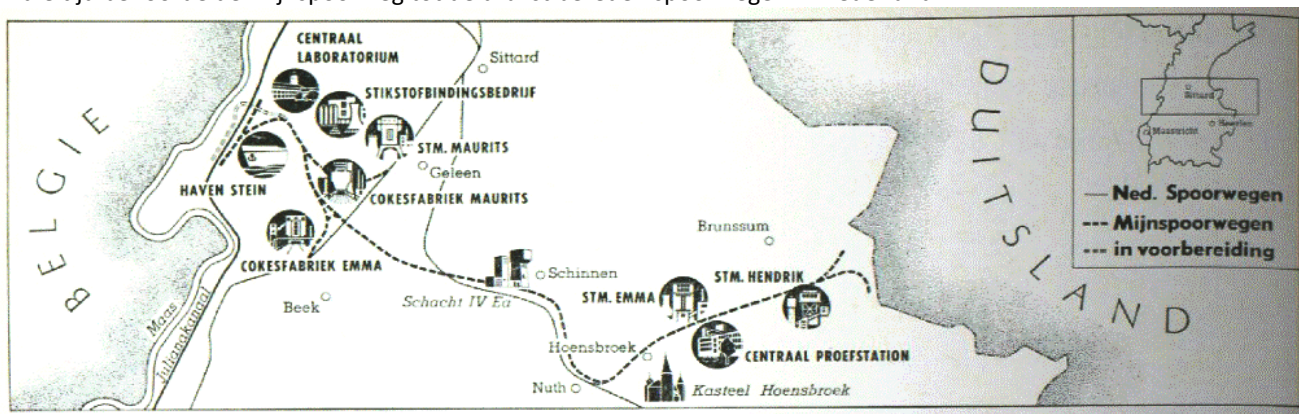 CENTRAAL
LABORATORIUM
Sittard
STIKSTOFBINDINGSBEDRIJF
STM. MAURITS
Geleen
HAVEN STEIN
COKESFABRIEK MAURITS
COKESFABRIEK EMMA
Beek
BELGIE
Maas
Julianakanaal
Schacht IV Ea
Schinnen
Brunssum
STM. EMMA
STM. HENDRIK
Hoensbroek
CENTRAAL PROEFSTATION
Nuth
Kasteel Hoensbroek
DUITSLAND
Sittard
Maastricht
Heerlen
Ned. Spoorwegen
Mijnspoorwegen
in voorbereiding